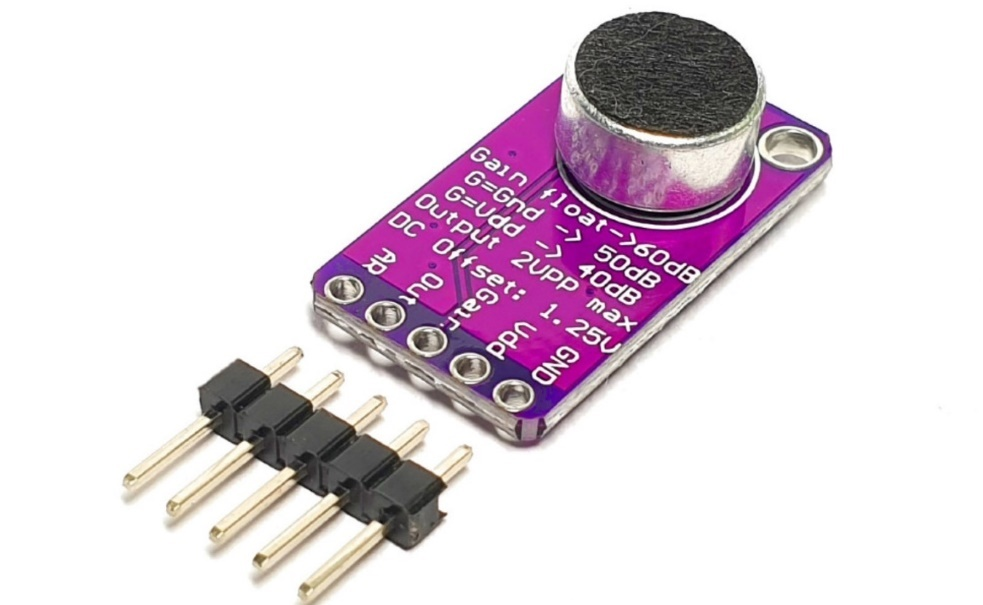 Gain float->60dB
G=Gnd -> 50dB
G=Vdd -> 40dB
Output 2VPP max
DC Offset: 1.25V
AR
Out
Gain
Vdd
GND